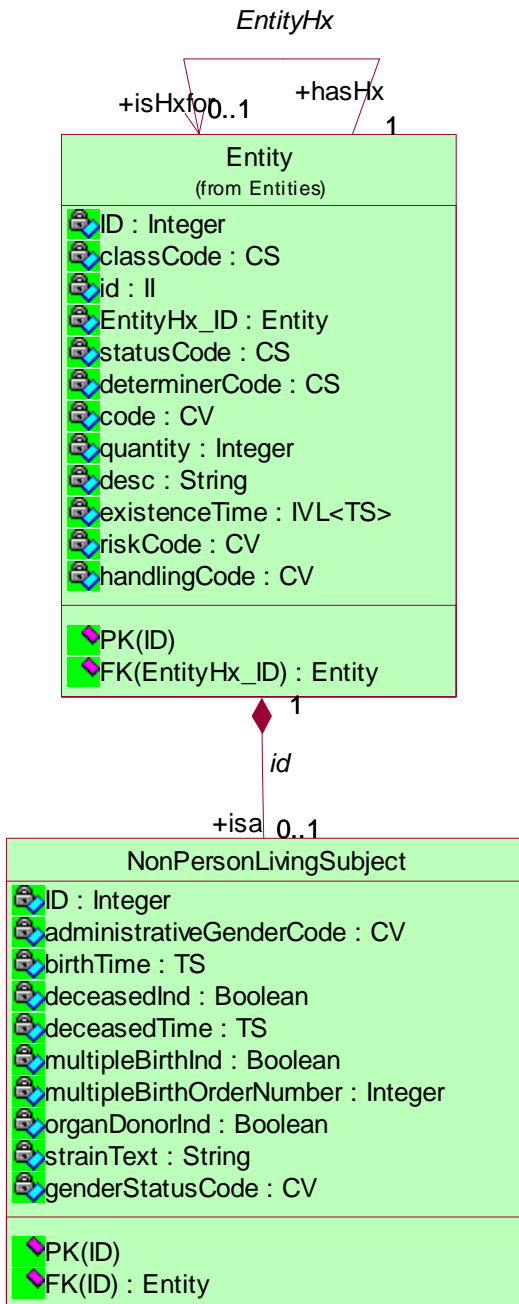 EntityHx
+isHxfor
0..1
+hasHx
1
Entity
(from Entities)
ID : Integer
classCode : CS
id : II
EntityHx_ID : Entity
statusCode : CS
determinerCode : CS
code : CV
quantity : Integer
desc : String
existenceTime : IVL<TS>
riskCode : CV
handlingCode : CV
PK(ID)
FK(EntityHx_ID) : Entity
1
id
+isa
0..1
NonPersonLivingSubject
ID : Integer
administrativeGenderCode : CV
birthTime : TS
deceasedInd : Boolean
deceasedTime : TS
multipleBirthInd : Boolean
multipleBirthOrderNumber : Integer
organDonorInd : Boolean
strainText : String
genderStatusCode : CV
PK(ID)
FK(ID) : Entity